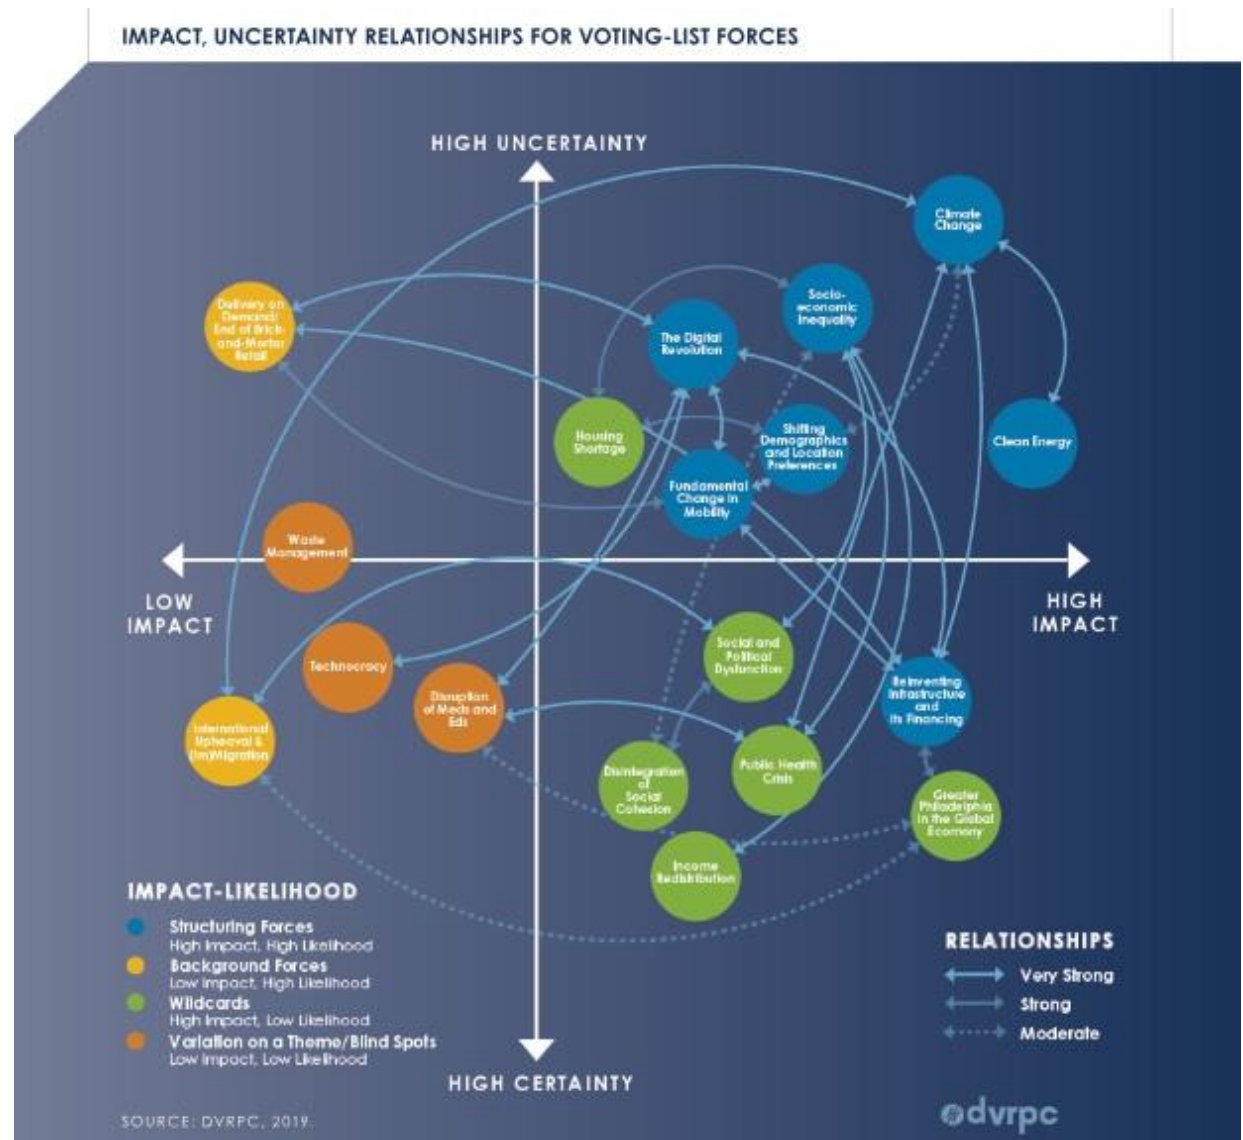 IMPACT, UNCERTAINTY RELATIONSHIPS FOR VOTING-LIST FORCES
HIGH UNCERTAINTY
Climate
Change
Delivery on
Demand/
End of Brick-
and-Mortar
Retail
Socio-
economic
Inequality
The Digital
Revolution
Housing
Shortage
Shifting
Demographics
and Location
Preferences
Clean Energy
Fundamental
Change in
Mobility
Waste
Management
LOW
IMPACT
HIGH
IMPACT
Technocracy
Social and
Political
Dysfunction
Disruption
of Meds and
Eds
Reinventing
Infrastructure
and
Its Financing
International
Upheaval &
(Im)Migration
Disintegration
of
Social
Cohesion
Public Health
Crisis
Greater
Philadelphia
in the Global
Ecomony
Income
Redistribution
IMPACT-LIKELIHOOD
Structuring Forces
High Impact, High Likelihood
Background Forces
Low Impact, High Likelihood
Wildcards
High Impact, Low Likelihood
Variation on a Theme/Blind Spots
Low Impact, Low Likelihood
RELATIONSHIPS
Very Strong
Strong
Moderate
HIGH CERTAINTY
SOURCE: DVRPC, 2019.
dvrpc